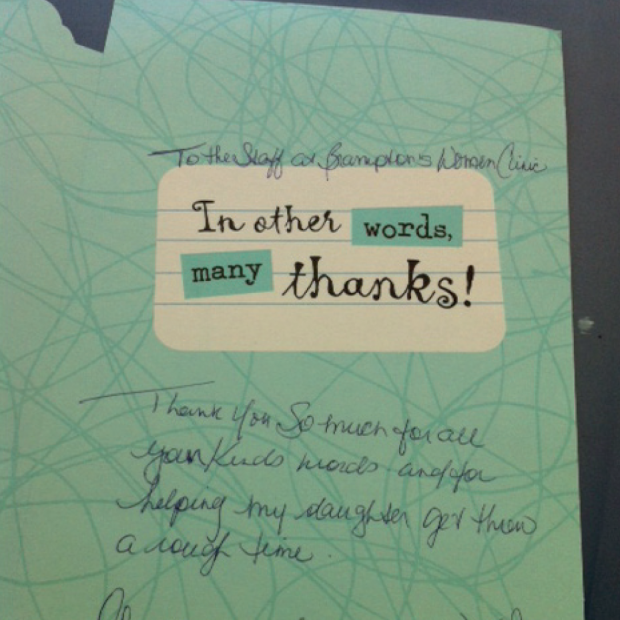 To the Staff at Brampton's Women Clinic
In other words,
many thanks!
Thank You So much for all
your Kinds words and for
helping my daughter get threw
a rough time.